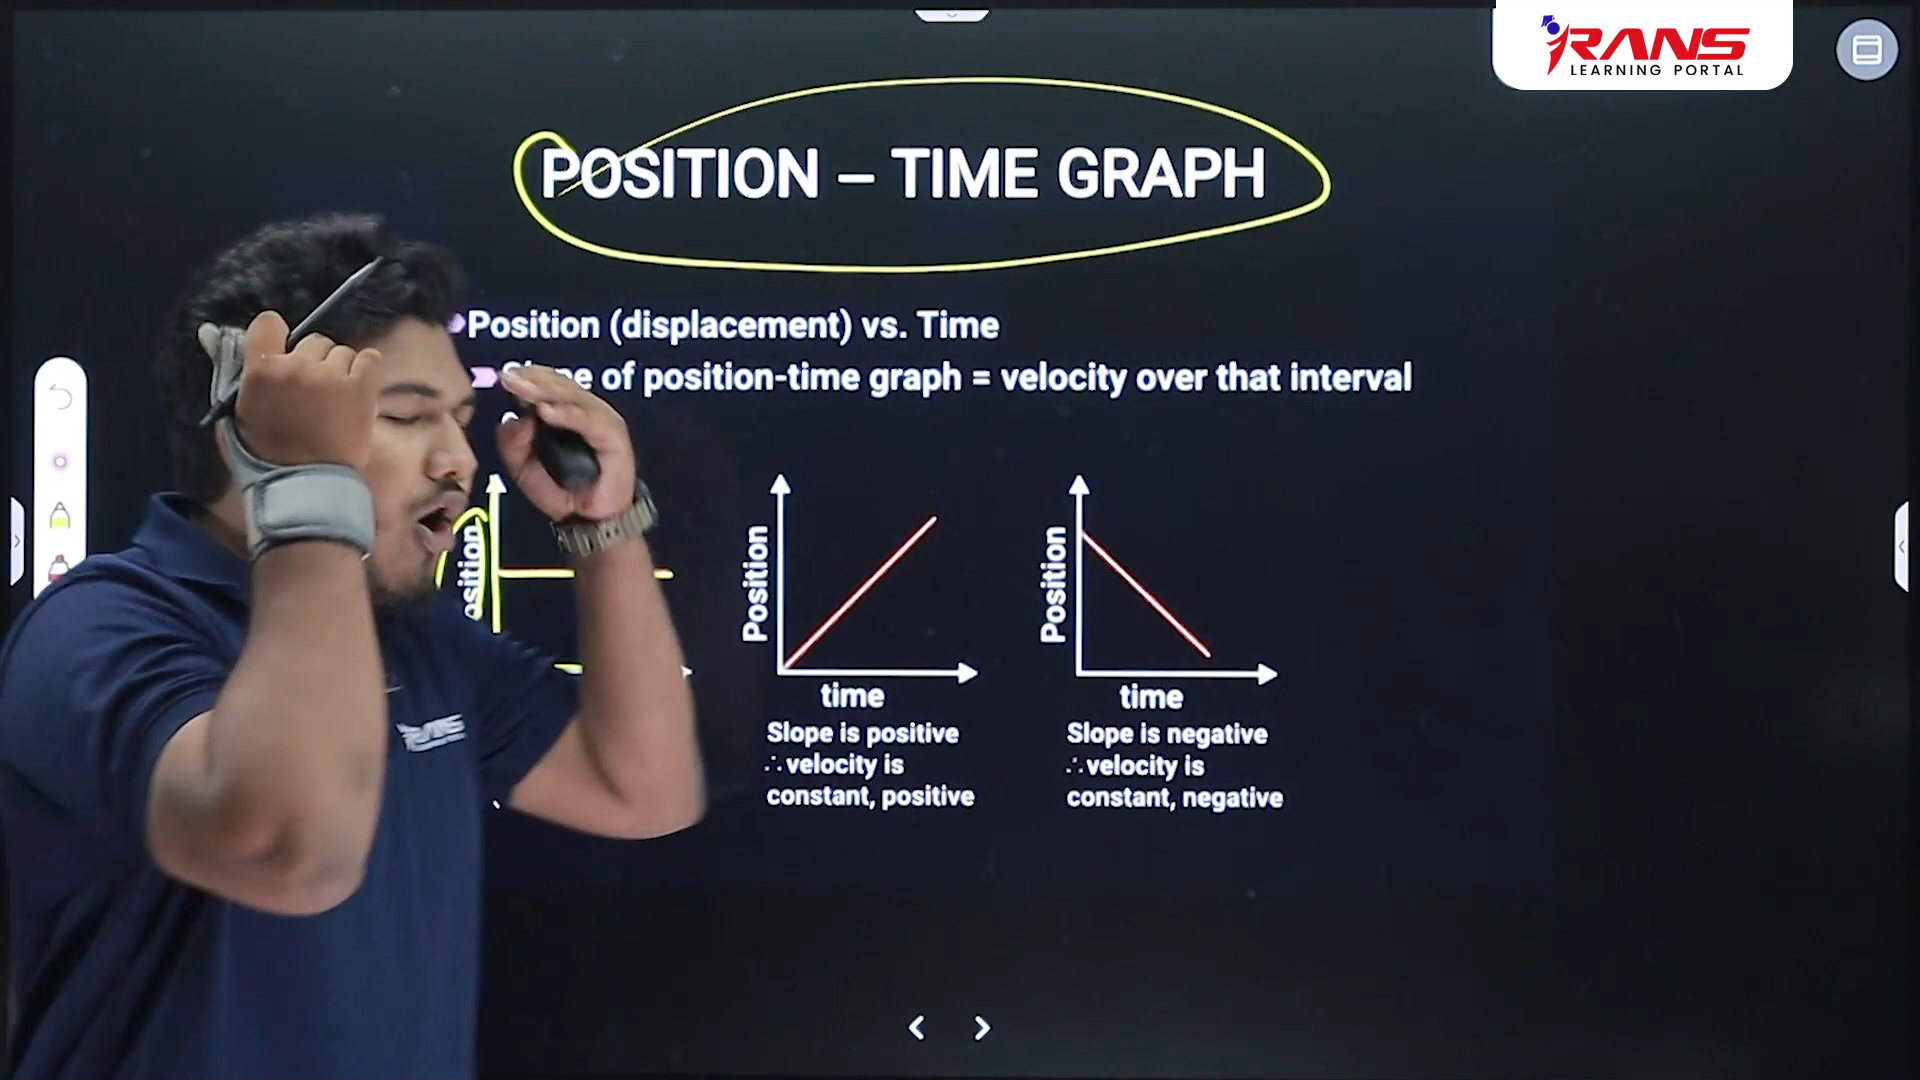 RANS
LEARNING PORTAL
POSITION – TIME GRAPH
Position (displacement) vs. Time
of position-time graph = velocity over that interval
Position
time
Slope is positive
∴ velocity is
constant, positive
Position
time
Slope is negative
∴ velocity is
constant, negative
RANS